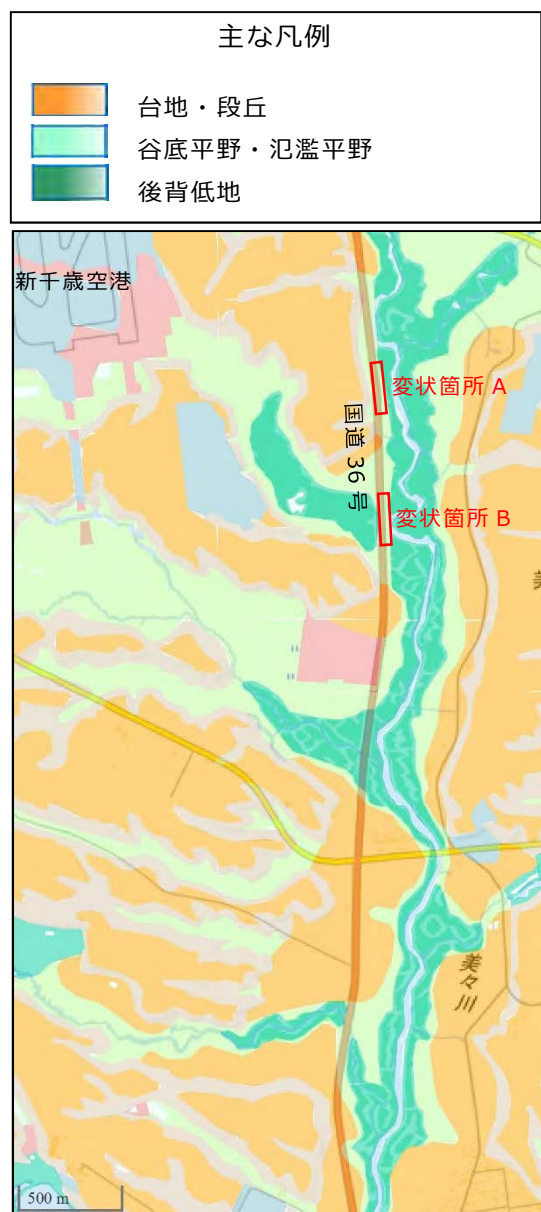 主な凡例
台地・段丘
谷底平野・氾濫平野
後背低地
新千歳空港
変状箇所 A
国道 36 号
変状箇所 B
美々川
500 m